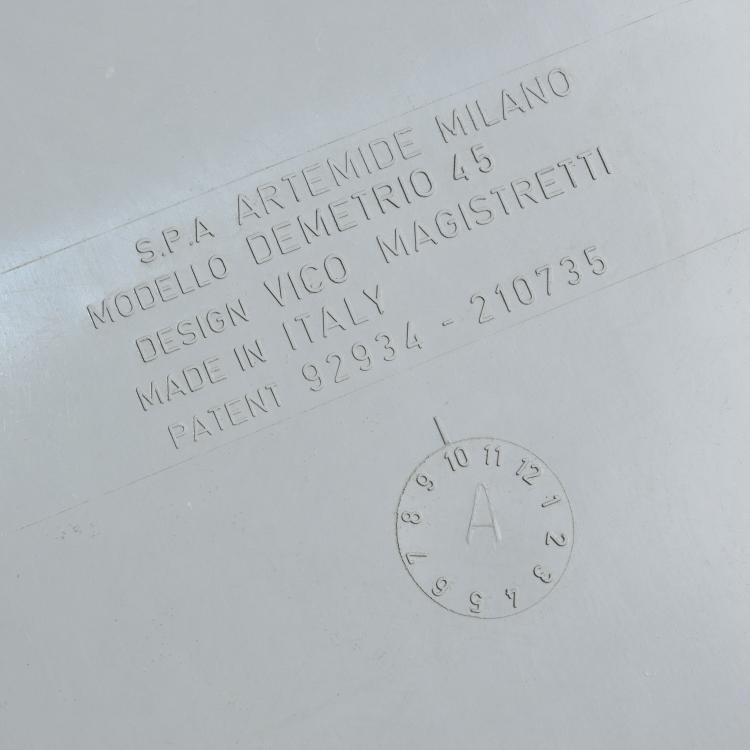 S.P.A ARTEMIDE MILANO
MODELLO DEMETRIO 45
DESIGN VICO MAGISTRETTI
MADE IN ITALY
PATENT 92934 - 210735
10 11 12 1 2 3 4 5 6 7 8 9
A